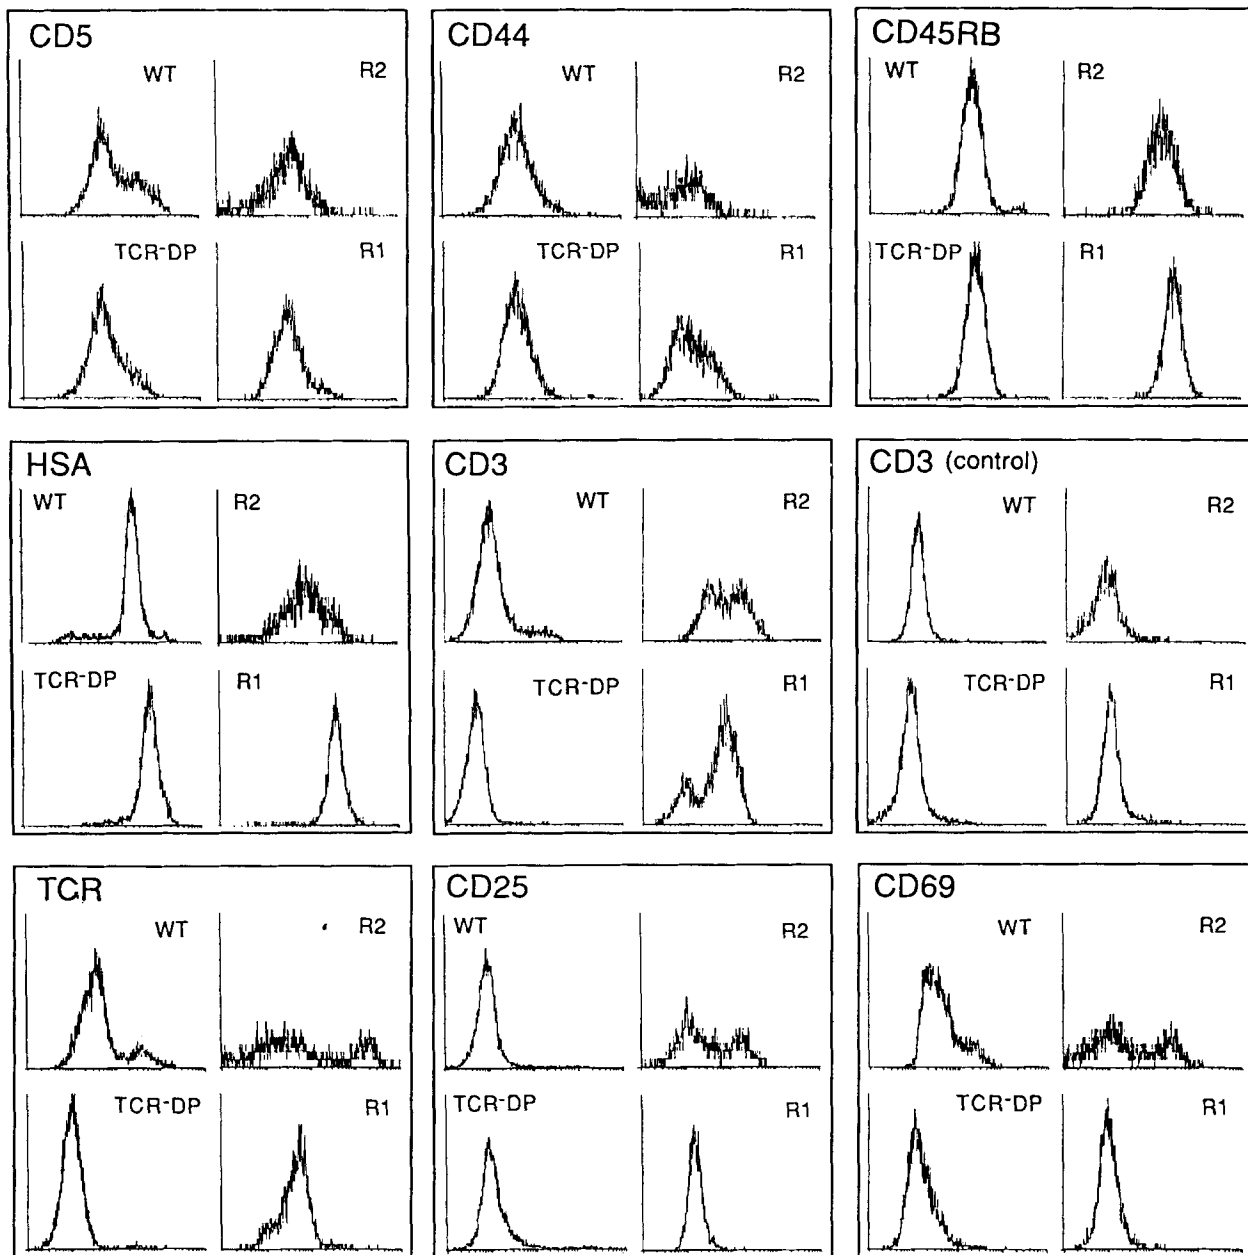 CD5
WT
R2
TCR-DP
R1
CD44
WT
R2
TCR-DP
R1
CD45RB
WT
R2
TCR-DP
R1
HSA
WT
R2
TCR-DP
R1
CD3
WT
R2
TCR-DP
R1
CD3 (control)
WT
R2
TCR-DP
R1
TCR
WT
R2
TCR-DP
R1
CD25
WT
R2
TCR-DP
R1
CD69
WT
R2
TCR-DP
R1